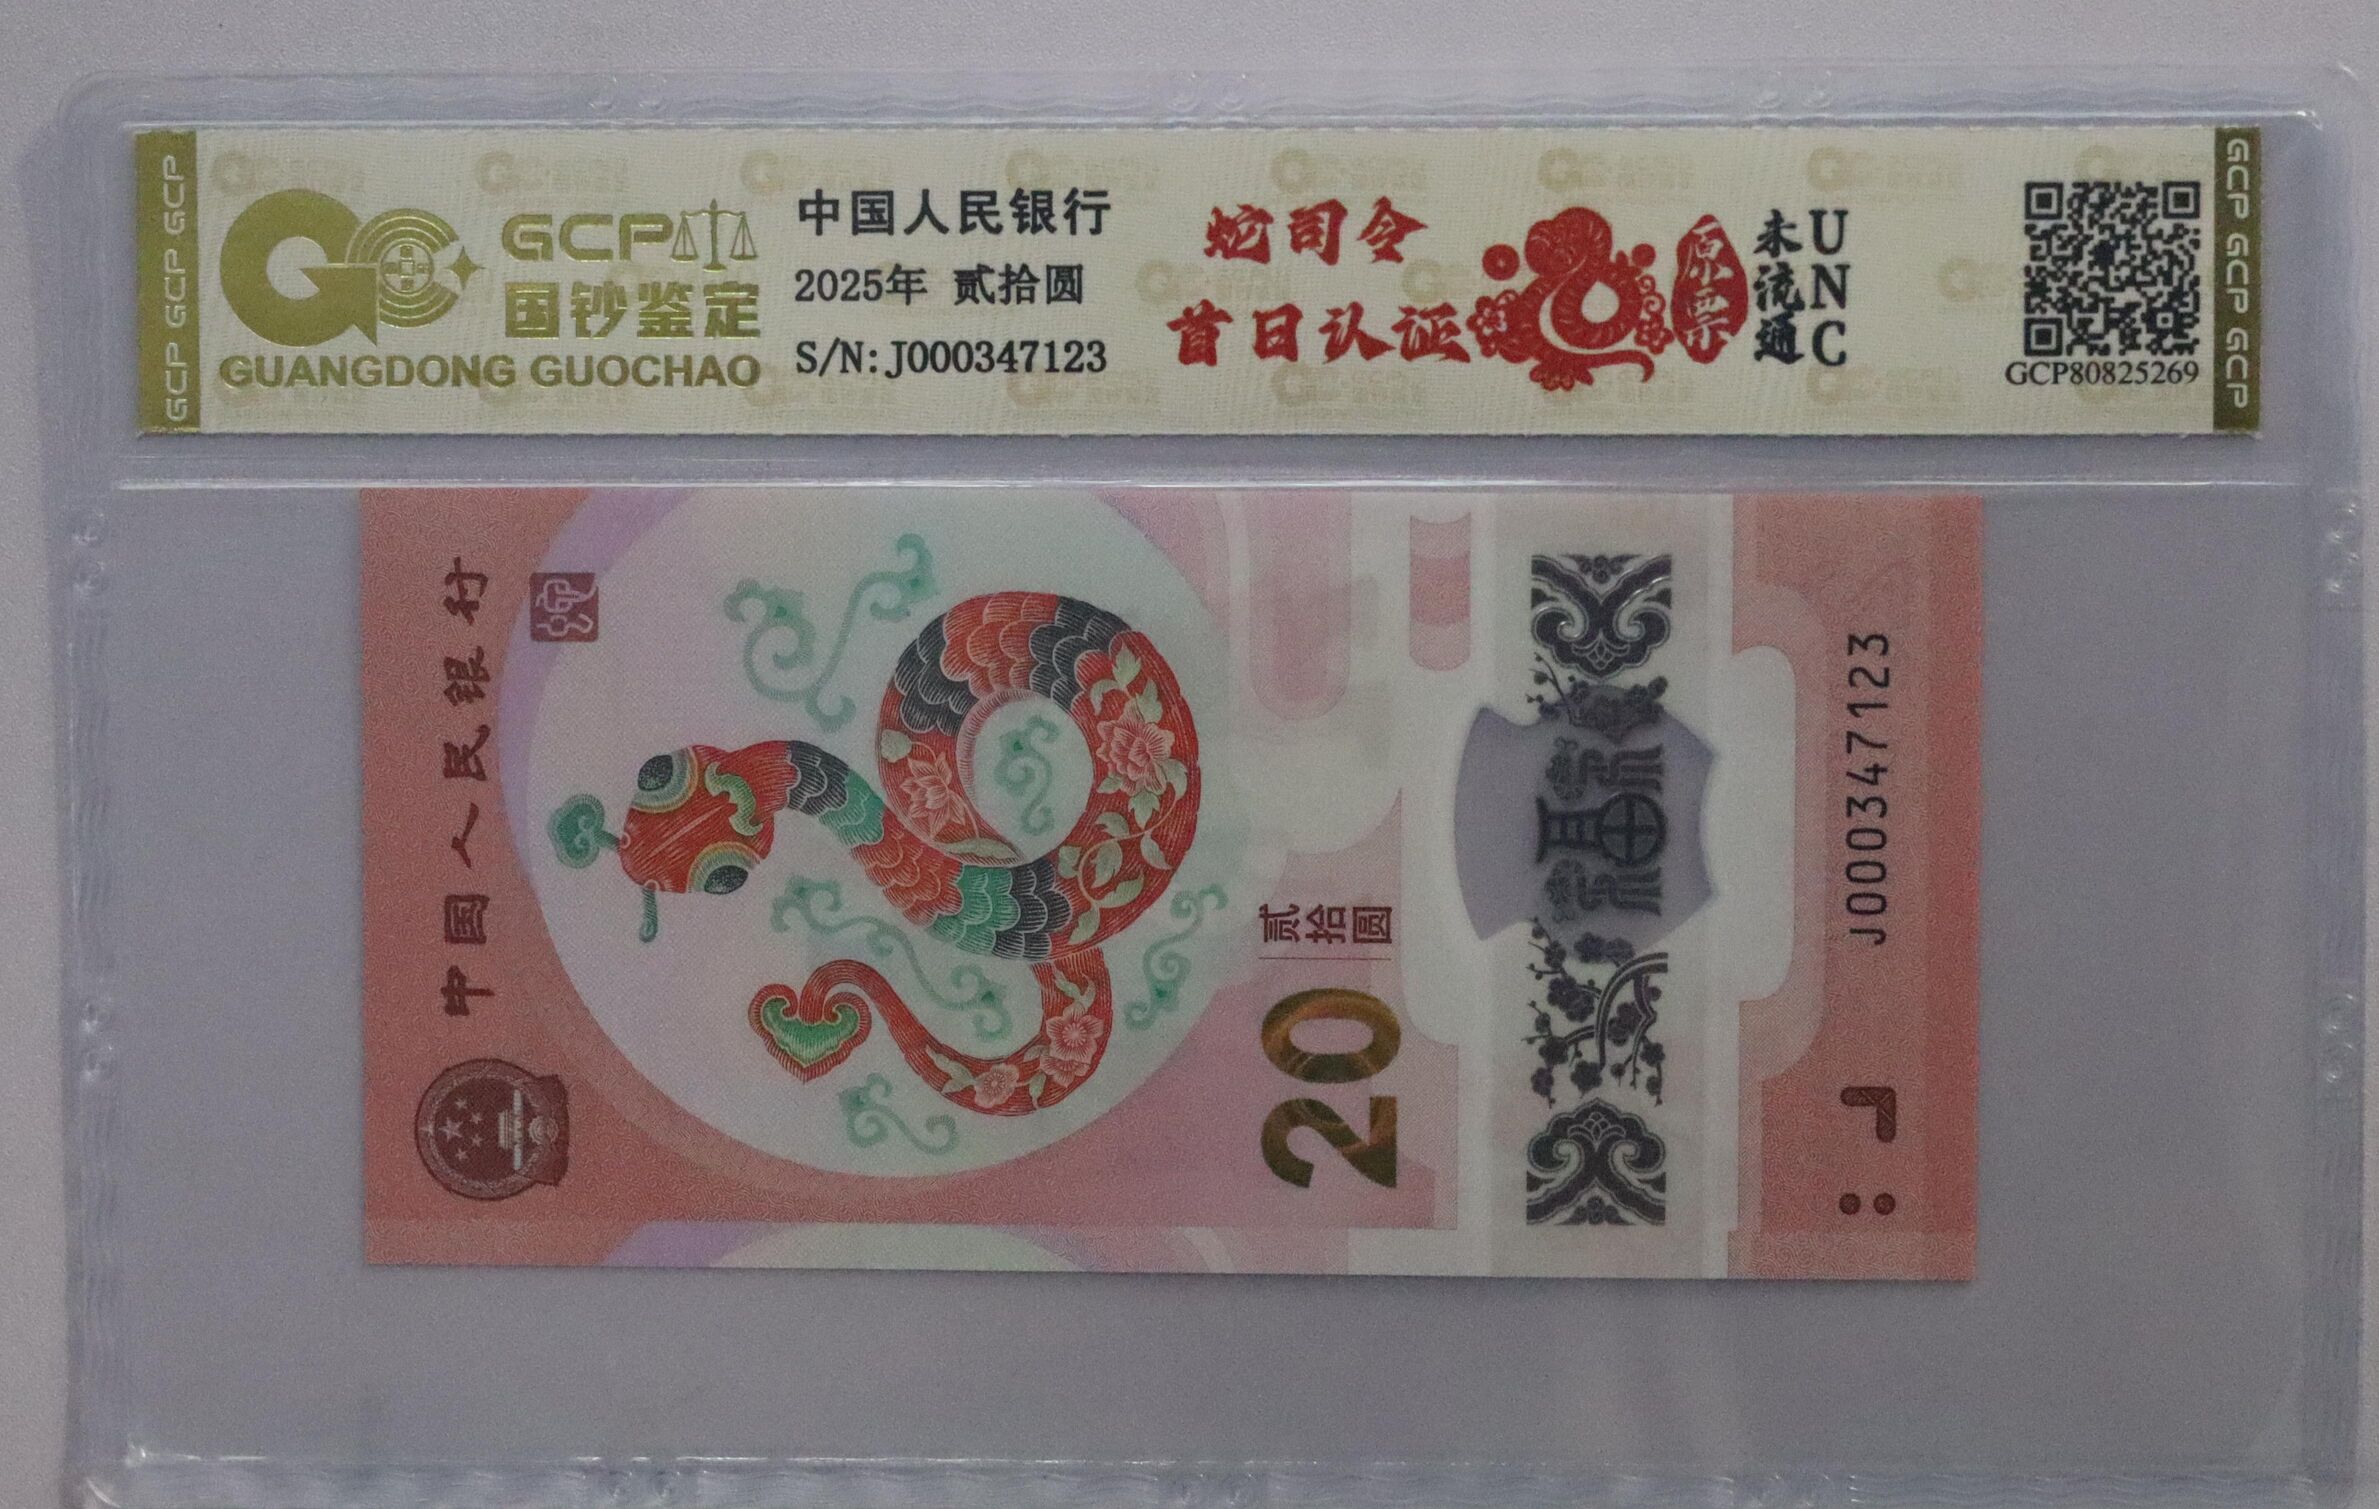 GCP GCP GCP
GCP
国钞鉴定
GUANGDONG GUOCHAO
中国人民银行
2025年 贰拾圆
S/N: J000347123
蛇司令
首日认证
原票
未流通
UNC
GCP80825269
GCP GCP GCP
中国人民银行
20
贰拾圆
福
J000347123